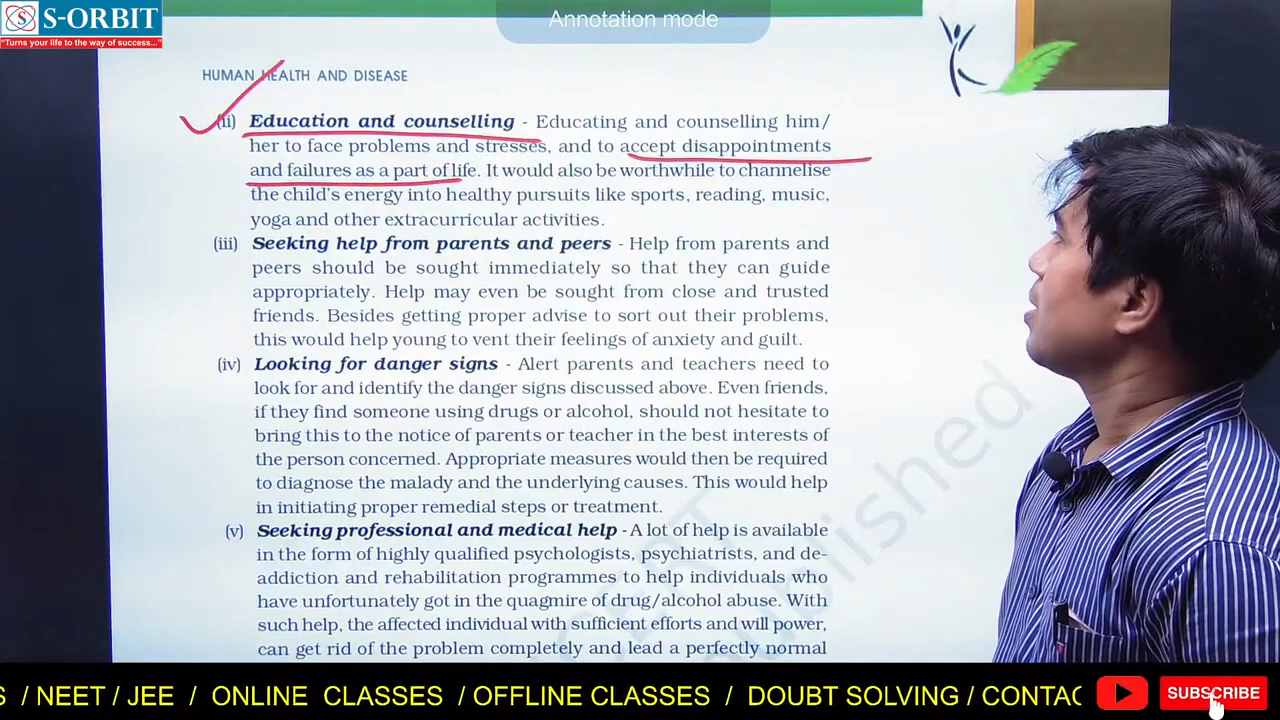 S-ORBIT
"Turns your life to the way of success..."
Annotation mode
HUMAN HEALTH AND DISEASE
(ii) Education and counselling - Educating and counselling him/
her to face problems and stresses, and to accept disappointments
and failures as a part of life. It would also be worthwhile to channelise
the child's energy into healthy pursuits like sports, reading, music,
yoga and other extracurricular activities.
(iii) Seeking help from parents and peers - Help from parents and
peers should be sought immediately so that they can guide
appropriately. Help may even be sought from close and trusted
friends. Besides getting proper advise to sort out their problems,
this would help young to vent their feelings of anxiety and guilt.
(iv) Looking for danger signs - Alert parents and teachers need to
look for and identify the danger signs discussed above. Even friends,
if they find someone using drugs or alcohol, should not hesitate to
bring this to the notice of parents or teacher in the best interests of
the person concerned. Appropriate measures would then be required
to diagnose the malady and the underlying causes. This would help
in initiating proper remedial steps or treatment.
(v) Seeking professional and medical help - A lot of help is available
in the form of highly qualified psychologists, psychiatrists, and de-
addiction and rehabilitation programmes to help individuals who
have unfortunately got in the quagmire of drug/alcohol abuse. With
such help, the affected individual with sufficient efforts and will power,
can get rid of the problem completely and lead a perfectly normal
S / NEET / JEE / ONLINE CLASSES / OFFLINE CLASSES / DOUBT SOLVING / CONTAC
SUBSCRIBE